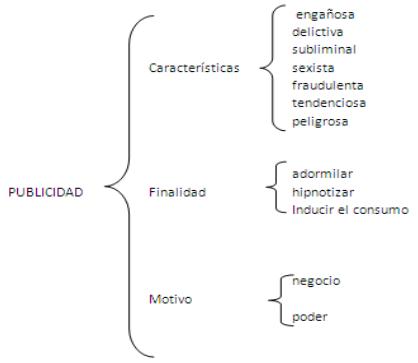 PUBLICIDAD
Características
engañosa
delictiva
subliminal
sexista
fraudulenta
tendenciosa
peligrosa
Finalidad
adormilar
hipnotizar
Inducir el consumo
Motivo
negocio
poder